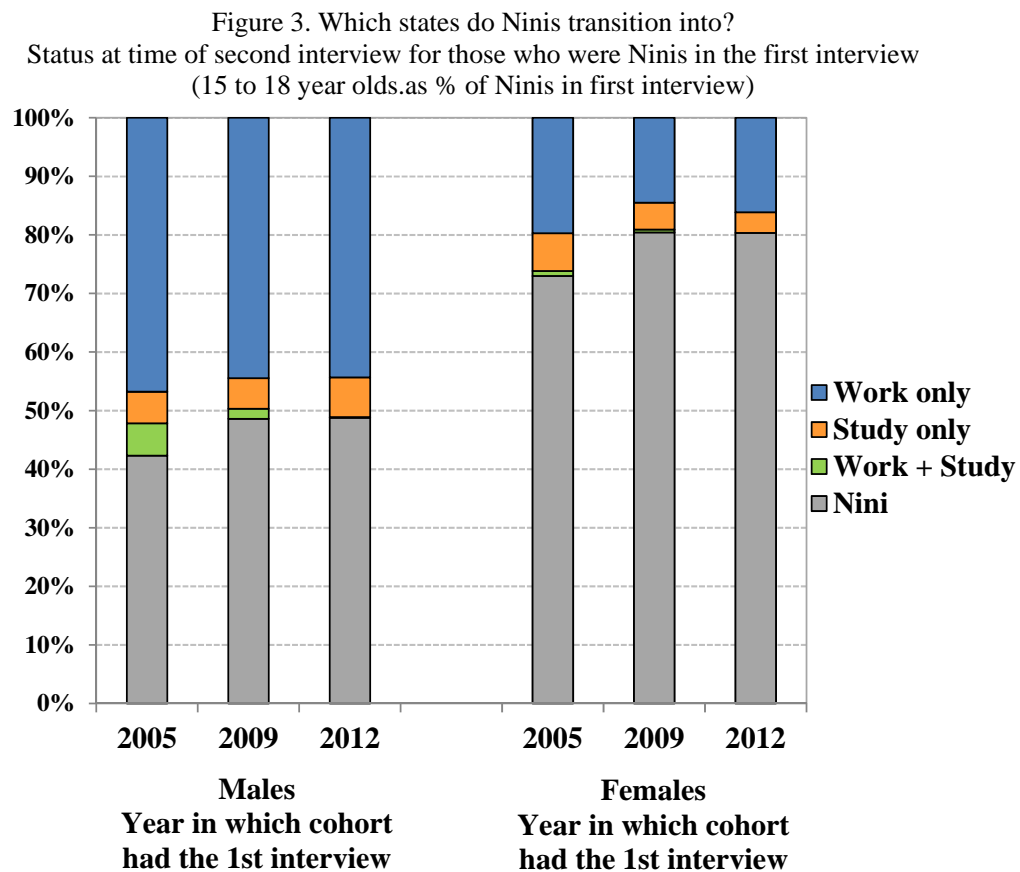 Figure 3. Which states do Ninis transition into?
Status at time of second interview for those who were Ninis in the first interview
(15 to 18 year olds.as % of Ninis in first interview)
100%
90%
80%
70%
60%
50%
40%
30%
20%
10%
0%
Work only
Study only
Work + Study
Nini
2005 2009 2012 2005 2009 2012
Males
Year in which cohort
had the 1st interview
Females
Year in which cohort
had the 1st interview